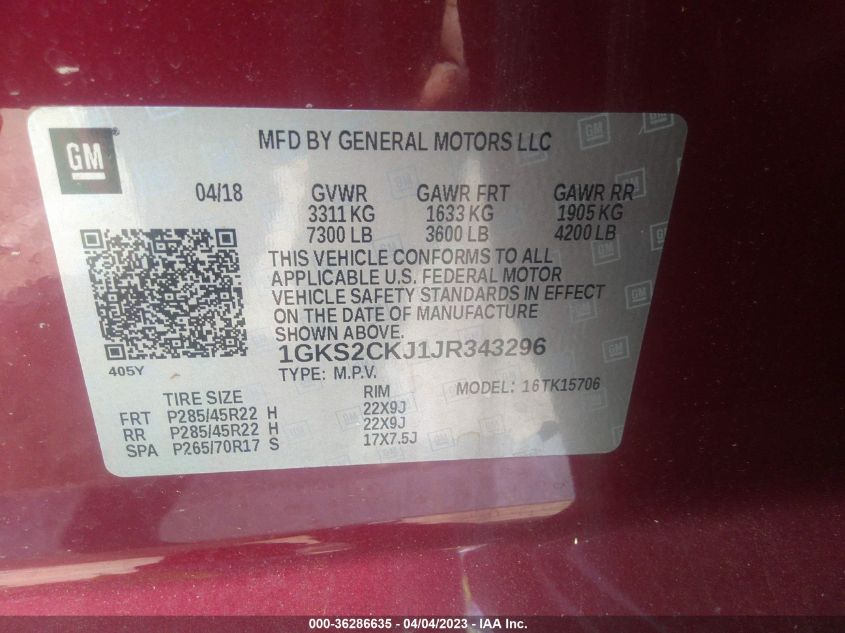 GM
MFD BY GENERAL MOTORS LLC
04/18 GVWR GAWR FRT GAWR RR
3311 KG 1633 KG 1905 KG
7300 LB 3600 LB 4200 LB
THIS VEHICLE CONFORMS TO ALL
APPLICABLE U.S. FEDERAL MOTOR
VEHICLE SAFETY STANDARDS IN EFFECT
ON THE DATE OF MANUFACTURE
SHOWN ABOVE.
1GKS2CKJ1JR343296
405Y
TYPE: M.P.V.
MODEL: 16TK15706
TIRE SIZE RIM
FRT P285/45R22 H 22X9J
RR P285/45R22 H 22X9J
SPA P265/70R17 S 17X7.5J
000-36286635 - 04/04/2023 - IAA Inc.